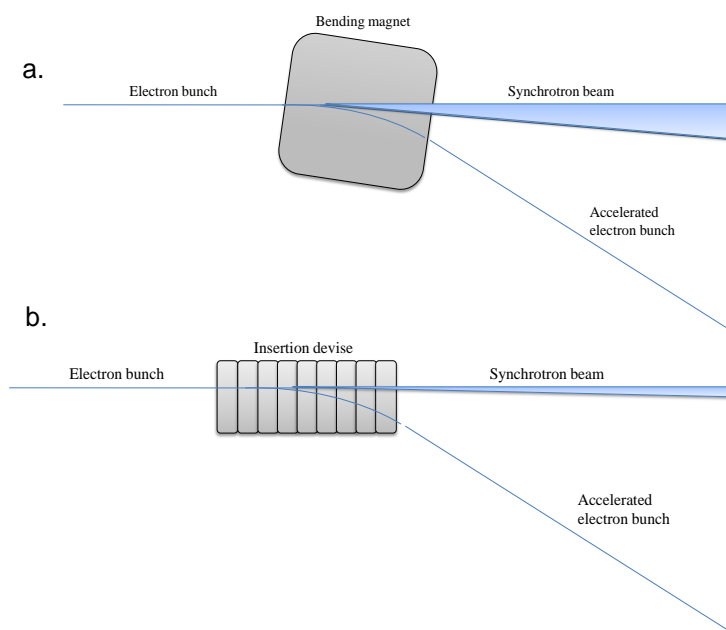 Bending magnet
a.
Electron bunch
Synchrotron beam
Accelerated
electron bunch
b.
Insertion devise
Electron bunch
Synchrotron beam
Accelerated
electron bunch